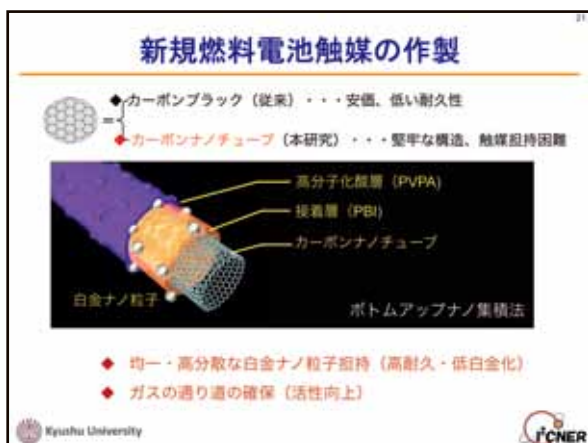 21
新規燃料電池触媒の作製
◆カーボンブラック（従来）・・・安価、低い耐久性
=
◆カーボンナノチューブ（本研究）・・・堅牢な構造、触媒担持困難
高分子化酸層（PVPA)
接着層（PBI)
カーボンナノチューブ
白金ナノ粒子
ボトムアップナノ集積法
◆ 均一・高分散な白金ナノ粒子担持（高耐久・低白金化）
◆ ガスの通り道の確保（活性向上）
Kyushu University
I²CNER